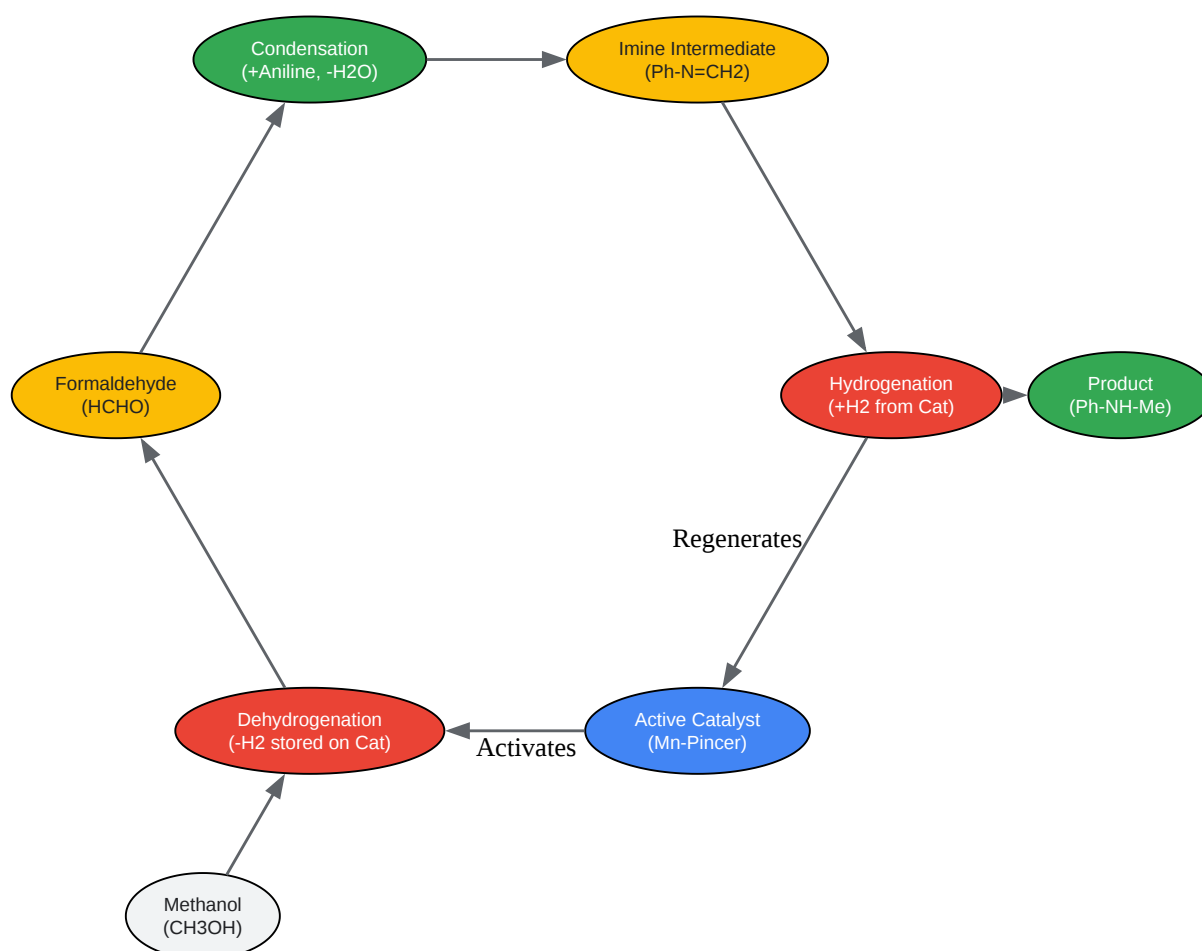 Condensation
(+Aniline, -H2O)
Imine Intermediate
(Ph-N=CH2)
Formaldehyde
(HCHO)
Hydrogenation
(+H2 from Cat)
Product
(Ph-NH-Me)
Regenerates
Dehydrogenation
(-H2 stored on Cat)
Activates
Active Catalyst
(Mn-Pincer)
Methanol
(CH3OH)